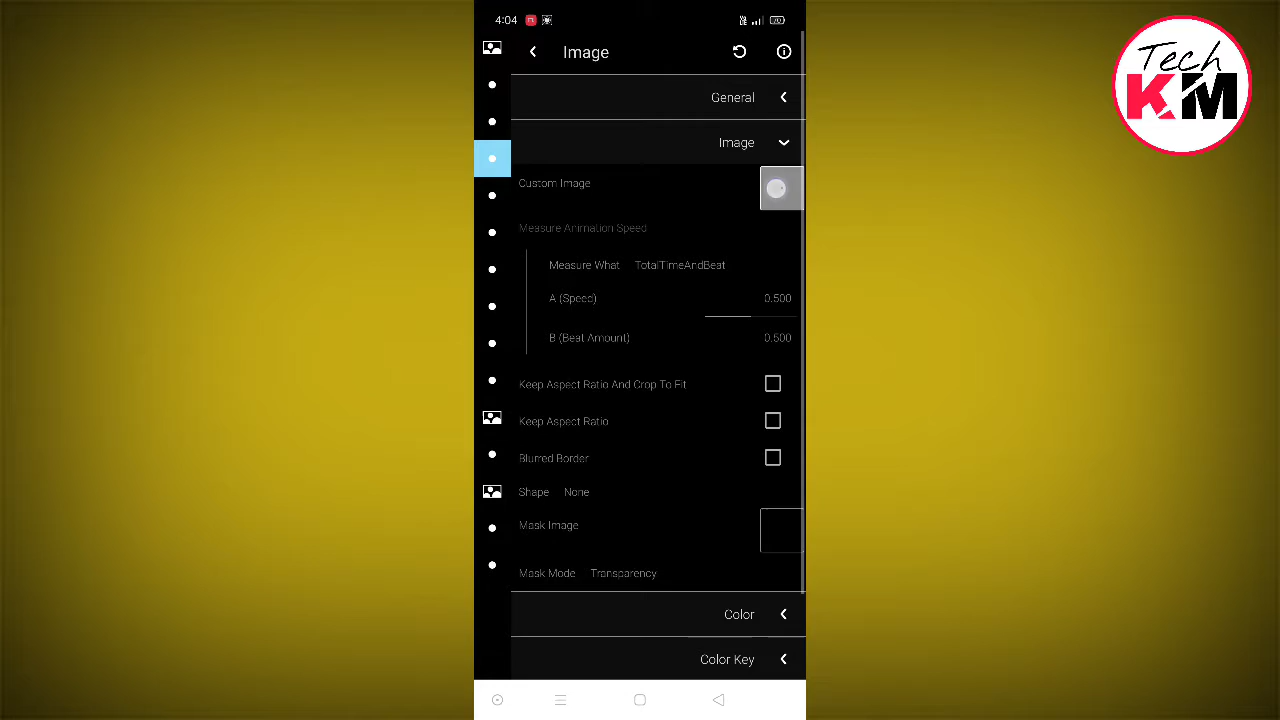 4:04
70
Tech
KM
Image
General
Image
Custom Image
Measure Animation Speed
Measure What TotalTimeAndBeat
A (Speed) 0.500
B (Beat Amount) 0.500
Keep Aspect Ratio And Crop To Fit
Keep Aspect Ratio
Blurred Border
Shape None
Mask Image
Mask Mode Transparency
Color
Color Key